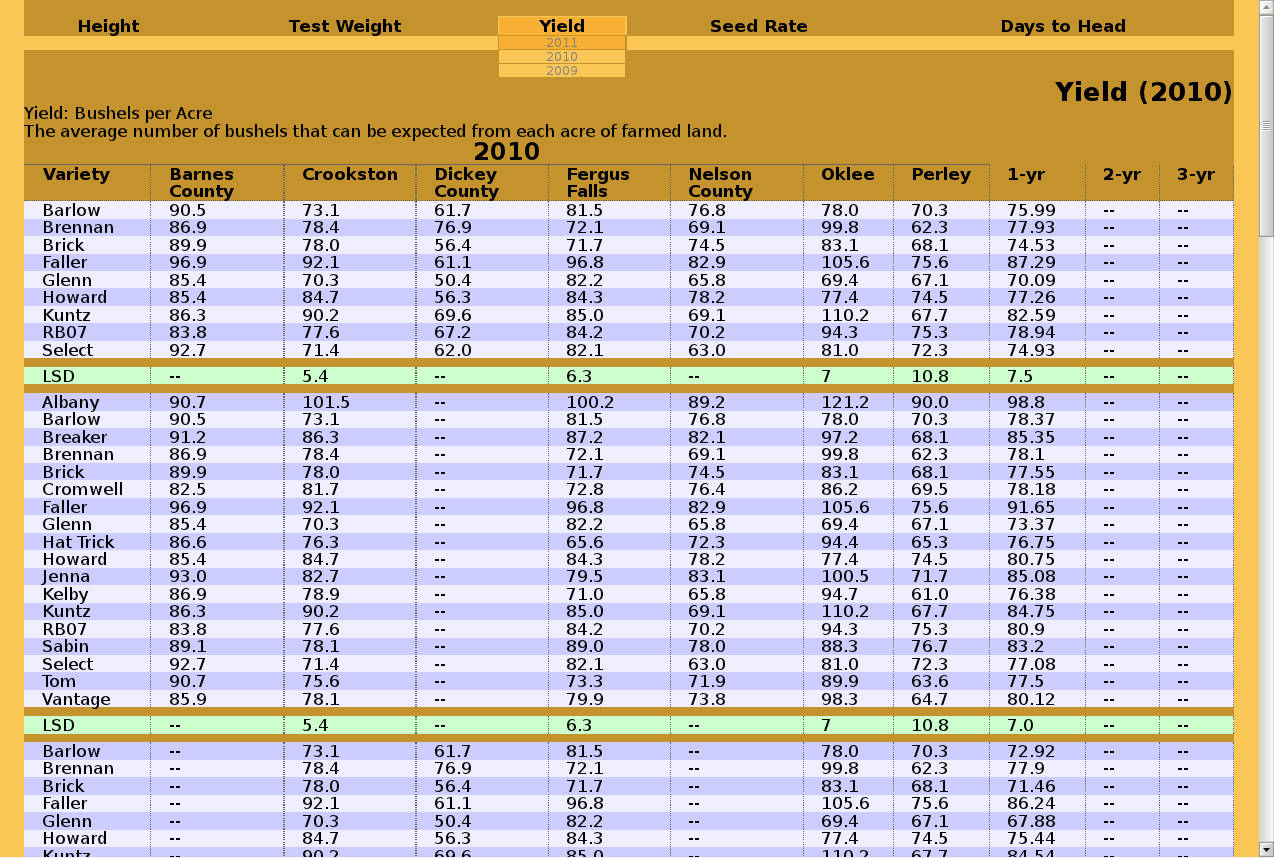 Height Test Weight Yield Seed Rate Days to Head
2011
2010
2009
Yield (2010)
Yield: Bushels per Acre
The average number of bushels that can be expected from each acre of farmed land.
2010
Variety Barnes County Crookston Dickey County Fergus Falls Nelson County Oklee Perley 1-yr 2-yr 3-yr
Barlow 90.5 73.1 61.7 81.5 76.8 78.0 70.3 75.99 -- --
Brennan 86.9 78.4 76.9 72.1 69.1 99.8 62.3 77.93 -- --
Brick 89.9 78.0 56.4 71.7 74.5 83.1 68.1 74.53 -- --
Faller 96.9 92.1 61.1 96.8 82.9 105.6 75.6 87.29 -- --
Glenn 85.4 70.3 50.4 82.2 65.8 69.4 67.1 70.09 -- --
Howard 85.4 84.7 56.3 84.3 78.2 77.4 74.5 77.26 -- --
Kuntz 86.3 90.2 69.6 85.0 69.1 110.2 67.7 82.59 -- --
RB07 83.8 77.6 67.2 84.2 70.2 94.3 75.3 78.94 -- --
Select 92.7 71.4 62.0 82.1 63.0 81.0 72.3 74.93 -- --
LSD -- 5.4 -- 6.3 -- 7 10.8 7.5 -- --
Albany 90.7 101.5 -- 100.2 89.2 121.2 90.0 98.8 -- --
Barlow 90.5 73.1 -- 81.5 76.8 78.0 70.3 78.37 -- --
Breaker 91.2 86.3 -- 87.2 82.1 97.2 68.1 85.35 -- --
Brennan 86.9 78.4 -- 72.1 69.1 99.8 62.3 78.1 -- --
Brick 89.9 78.0 -- 71.7 74.5 83.1 68.1 77.55 -- --
Cromwell 82.5 81.7 -- 72.8 76.4 86.2 69.5 78.18 -- --
Faller 96.9 92.1 -- 96.8 82.9 105.6 75.6 91.65 -- --
Glenn 85.4 70.3 -- 82.2 65.8 69.4 67.1 73.37 -- --
Hat Trick 86.6 76.3 -- 65.6 72.3 94.4 65.3 76.75 -- --
Howard 85.4 84.7 -- 84.3 78.2 77.4 74.5 80.75 -- --
Jenna 93.0 82.7 -- 79.5 83.1 100.5 71.7 85.08 -- --
Kelby 86.9 78.9 -- 71.0 65.8 94.7 61.0 76.38 -- --
Kuntz 86.3 90.2 -- 85.0 69.1 110.2 67.7 84.75 -- --
RB07 83.8 77.6 -- 84.2 70.2 94.3 75.3 80.9 -- --
Sabin 89.1 78.1 -- 89.0 78.0 88.3 76.7 83.2 -- --
Select 92.7 71.4 -- 82.1 63.0 81.0 72.3 77.08 -- --
Tom 90.7 75.6 -- 73.3 71.9 89.9 63.6 77.5 -- --
Vantage 85.9 78.1 -- 79.9 73.8 98.3 64.7 80.12 -- --
LSD -- 5.4 -- 6.3 -- 7 10.8 7.0 -- --
Barlow -- 73.1 61.7 81.5 -- 78.0 70.3 72.92 -- --
Brennan -- 78.4 76.9 72.1 -- 99.8 62.3 77.9 -- --
Brick -- 78.0 56.4 71.7 -- 83.1 68.1 71.46 -- --
Faller -- 92.1 61.1 96.8 -- 105.6 75.6 86.24 -- --
Glenn -- 70.3 50.4 82.2 -- 69.4 67.1 67.88 -- --
Howard -- 84.7 56.3 84.3 -- 77.4 74.5 75.44 -- --
Kuntz -- 90.2 69.6 85.0 -- 110.2 67.7 84.54 -- --